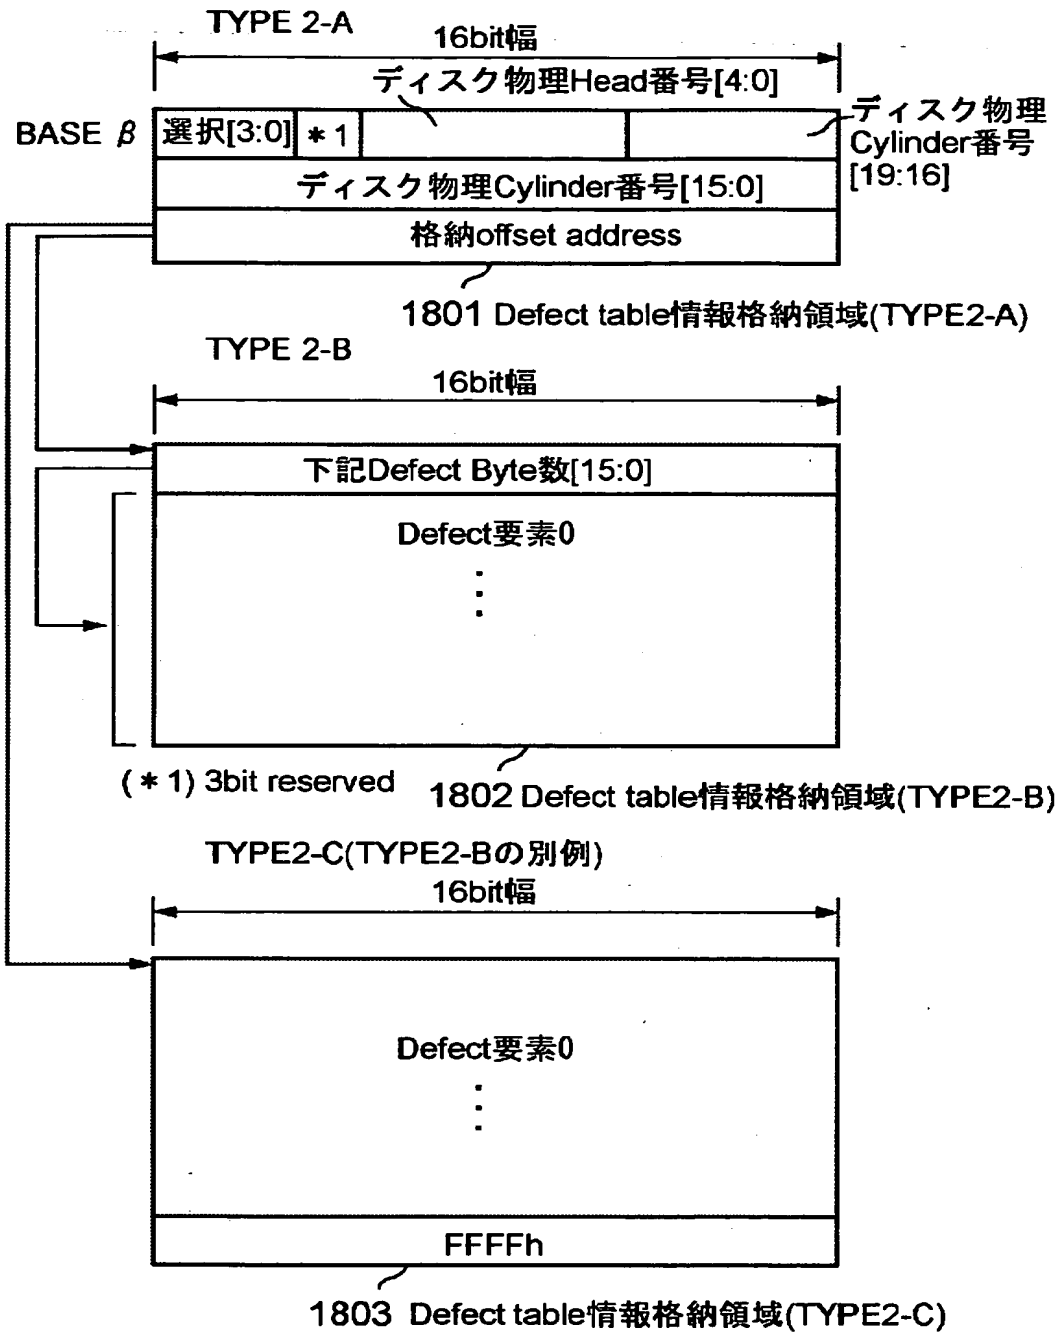 TYPE 2-A
16bit幅
ディスク物理Head番号[4:0]
BASE β
選択[3:0]
＊1
ディスク物理
Cylinder番号
[19:16]
ディスク物理Cylinder番号[15:0]
格納offset address
1801 Defect table情報格納領域(TYPE2-A)
TYPE 2-B
16bit幅
下記Defect Byte数[15:0]
Defect要素0
(＊1) 3bit reserved
1802 Defect table情報格納領域(TYPE2-B)
TYPE2-C(TYPE2-Bの別例)
16bit幅
Defect要素0
FFFFh
1803 Defect table情報格納領域(TYPE2-C)